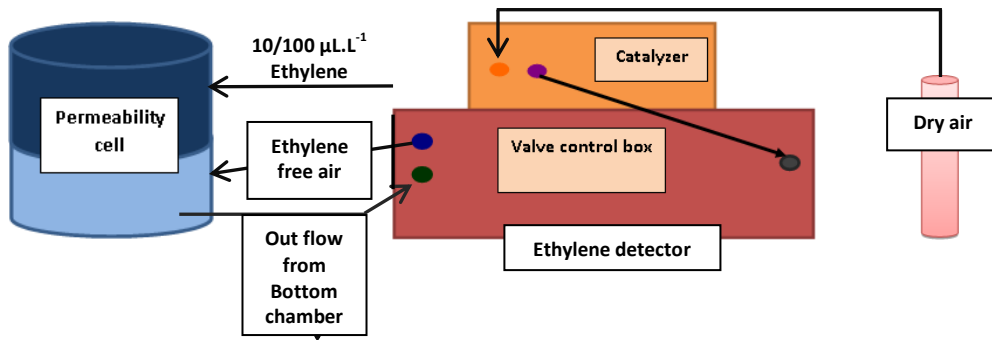 10/100 µL.L⁻¹
Ethylene
Catalyzer
Permeability
cell
Dry air
Ethylene
free air
Valve control box
Out flow
from
Bottom
chamber
Ethylene detector